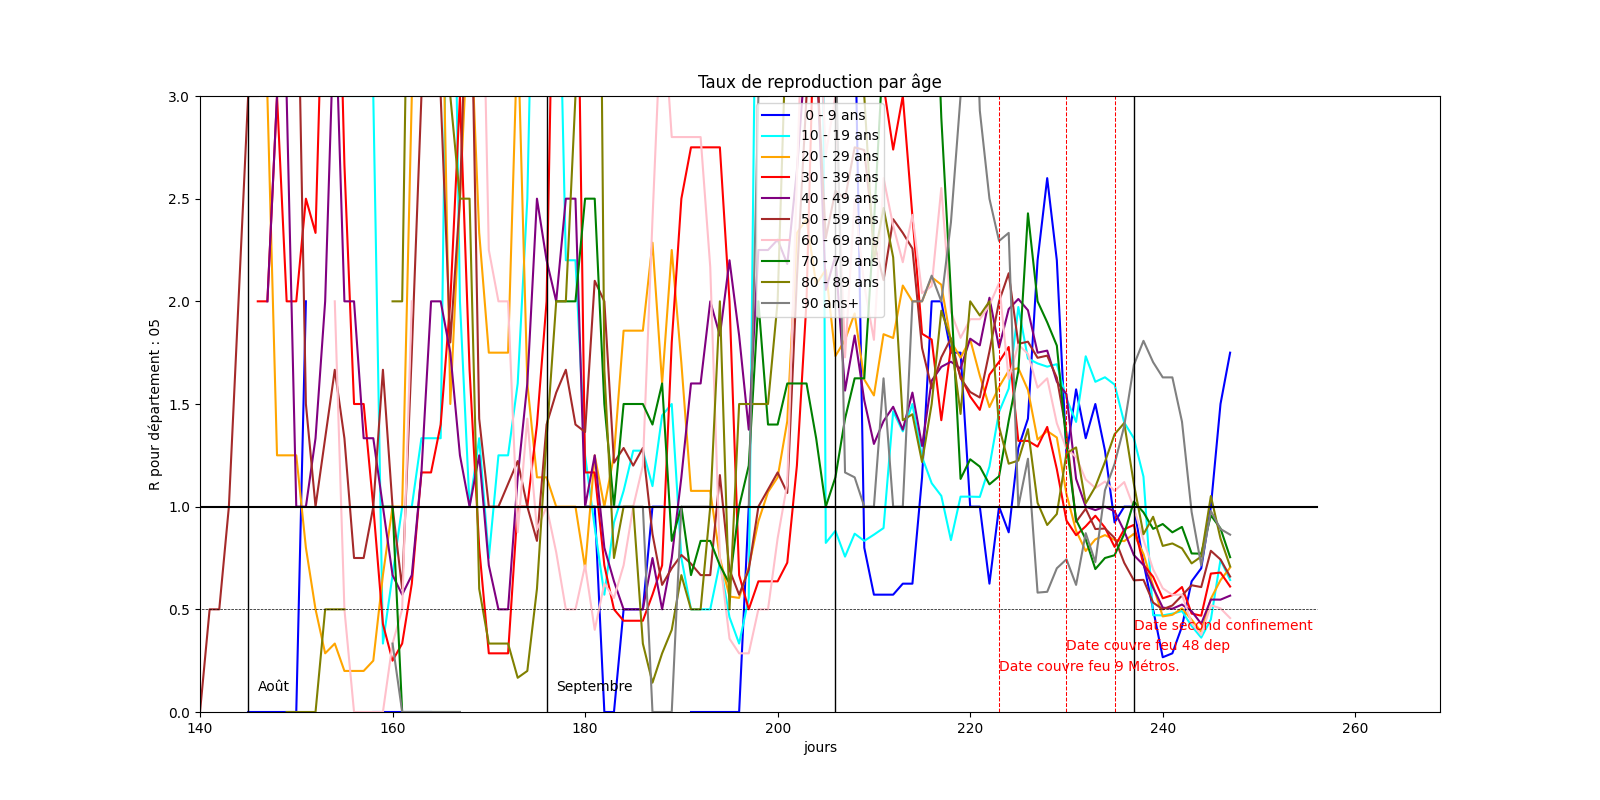 Taux de reproduction par âge
3.0
2.5
2.0
1.5
1.0
0.5
0.0
R pour département : 05
0 - 9 ans
10 - 19 ans
20 - 29 ans
30 - 39 ans
40 - 49 ans
50 - 59 ans
60 - 69 ans
70 - 79 ans
80 - 89 ans
90 ans+
Date second confinement
Date couvre feu 48 dep
Date couvre feu 9 Métros.
Août
Septembre
140
160
180
200
220
240
260
jours